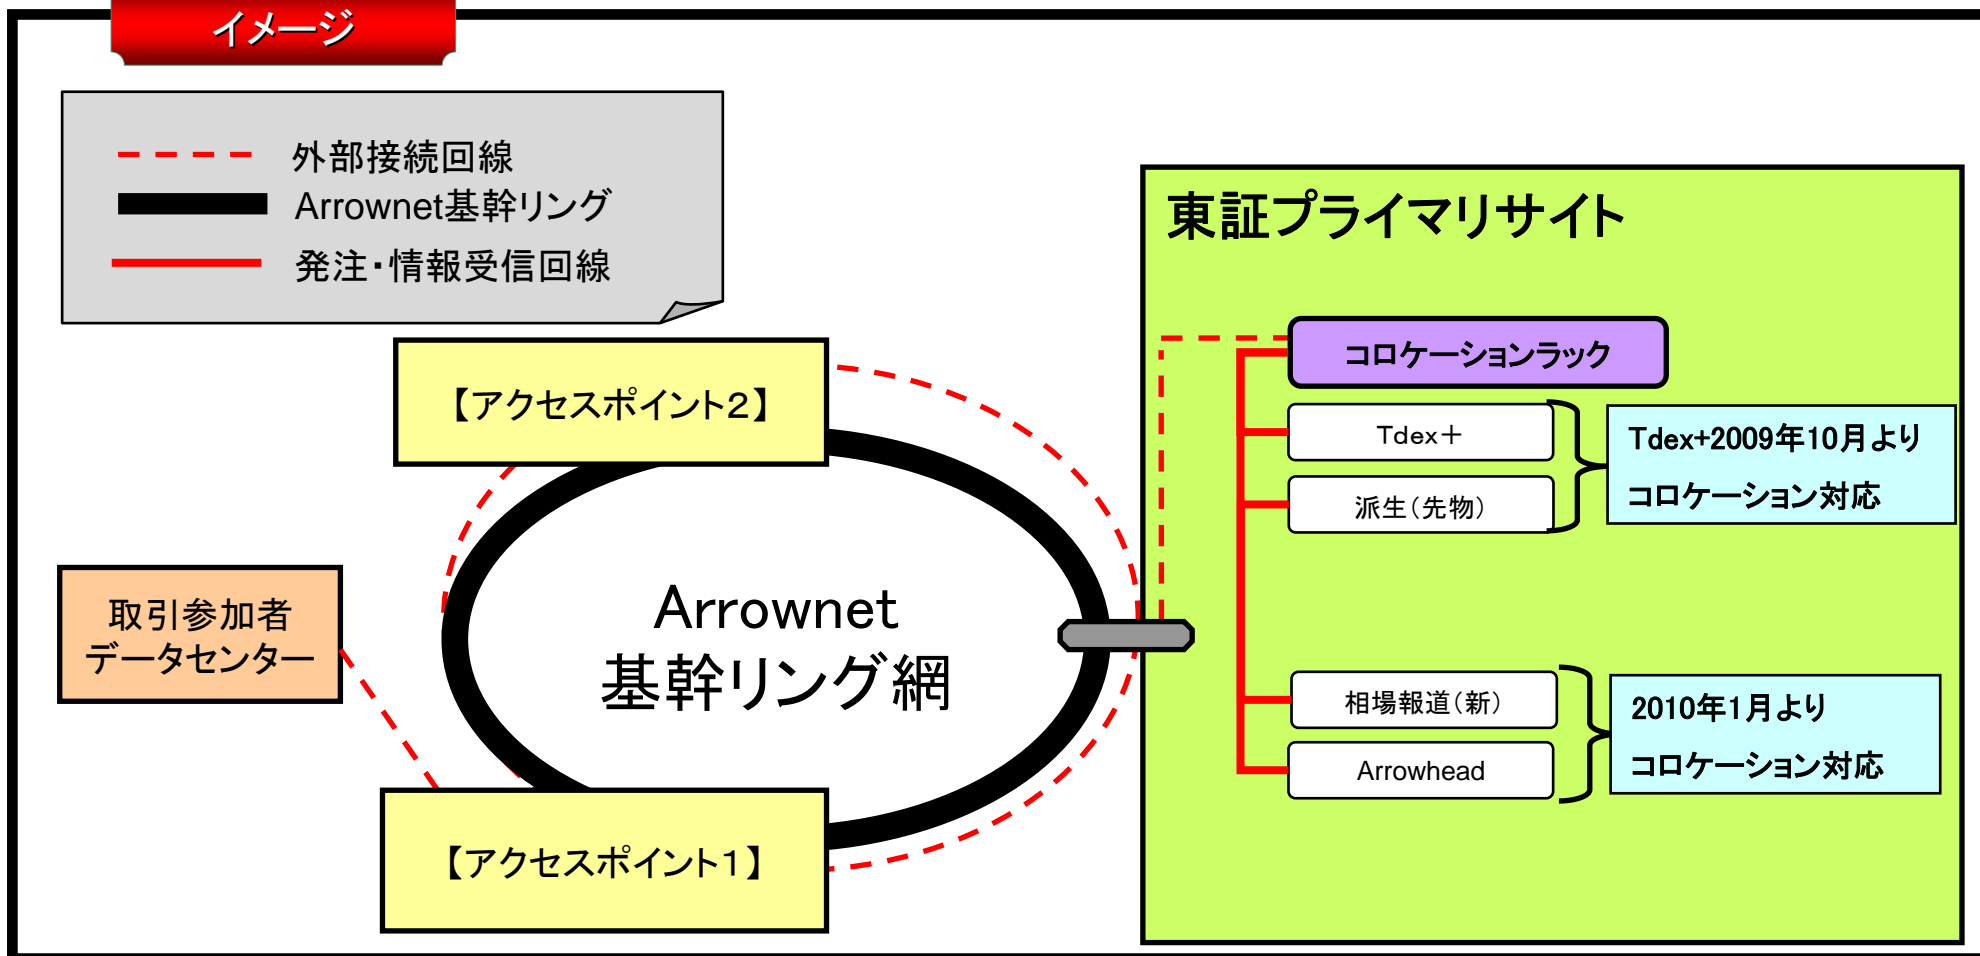 イメージ
外部接続回線
Arrownet基幹リング
発注・情報受信回線
東証プライマリサイト
コロケーションラック
【アクセスポイント2】
Tdex＋
Tdex+2009年10月より
コロケーション対応
派生（先物）
取引参加者
データセンター
Arrownet
基幹リング網
相場報道（新）
2010年1月より
コロケーション対応
Arrowhead
【アクセスポイント1】